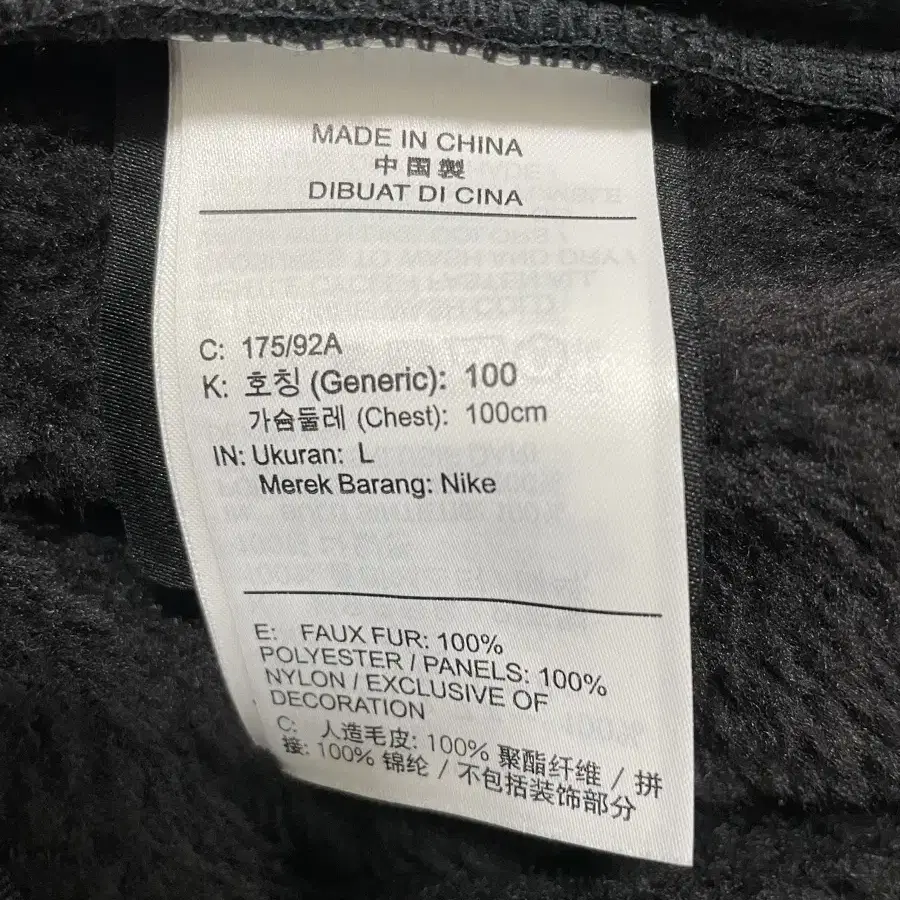 MADE IN CHINA
中国製
DIBUAT DI CINA
C: 175/92A
K: 호칭 (Generic): 100
가슴둘레 (Chest): 100cm
IN: Ukuran: L
Merek Barang: Nike
E: FAUX FUR: 100%
POLYESTER / PANELS: 100%
NYLON / EXCLUSIVE OF
DECORATION
C: 人造毛皮: 100% 聚酯纤维 / 拼
接: 100% 锦纶 / 不包括装饰部分